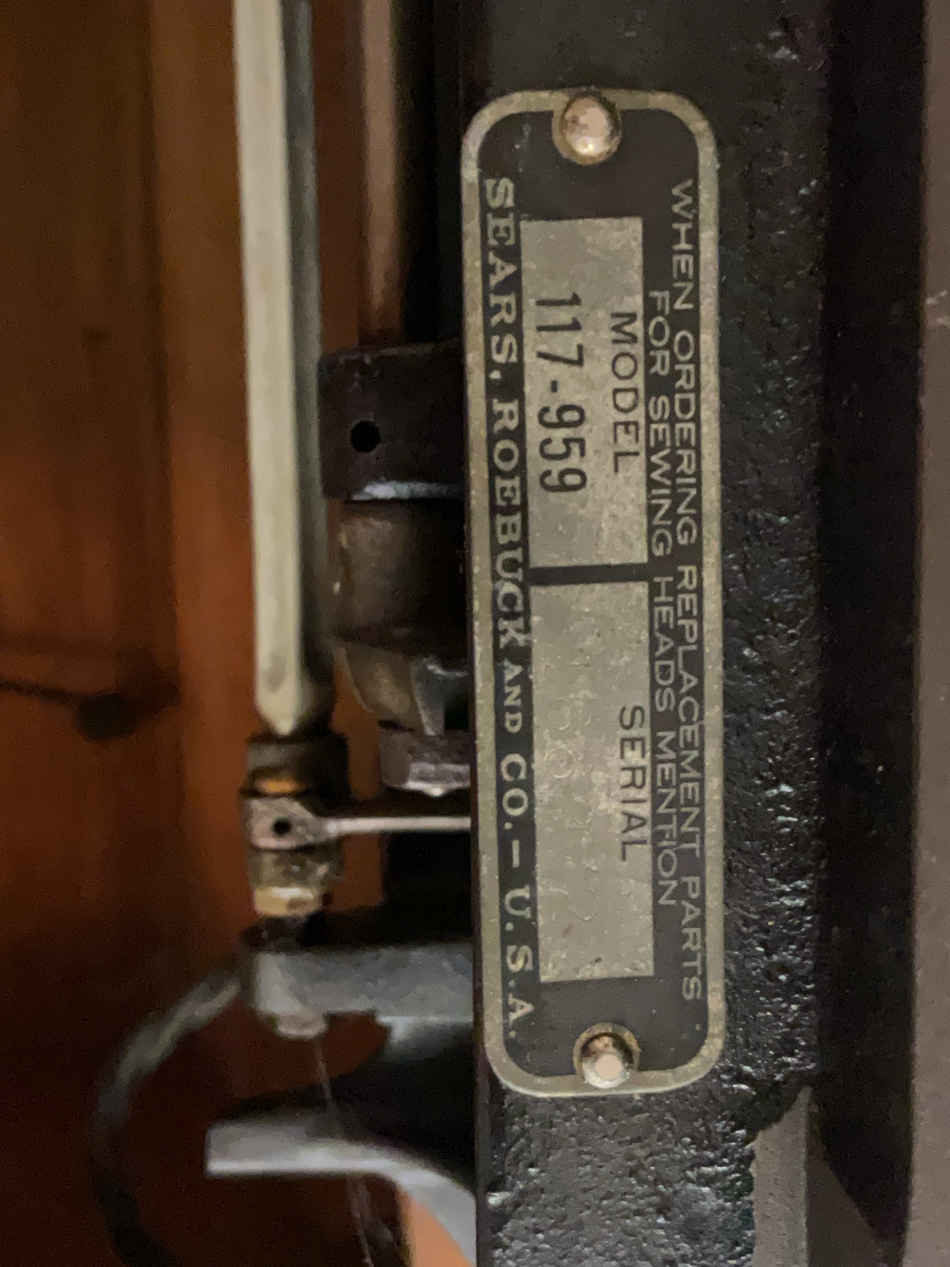 WHEN ORDERING REPLACEMENT PARTS
FOR SEWING HEADS MENTION
MODEL
117-959
SERIAL
SEARS, ROEBUCK AND CO. — U.S.A.